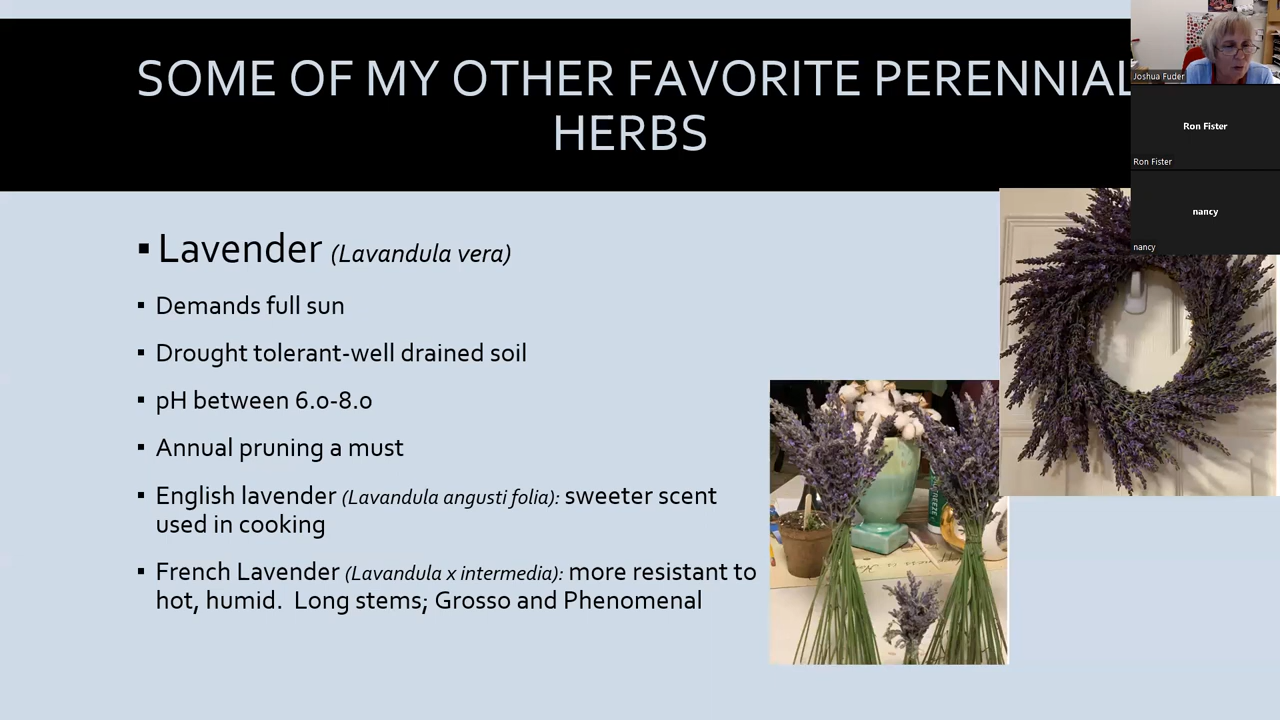 SOME OF MY OTHER FAVORITE PERENNIAL
HERBS
▪ Lavender (Lavandula vera)
▪ Demands full sun
▪ Drought tolerant-well drained soil
▪ pH between 6.0-8.0
▪ Annual pruning a must
▪ English lavender (Lavandula angusti folia): sweeter scent
used in cooking
▪ French Lavender (Lavandula x intermedia): more resistant to
hot, humid. Long stems; Grosso and Phenomenal
Joshua Fuder
Ron Fister
Ron Fister
nancy
nancy